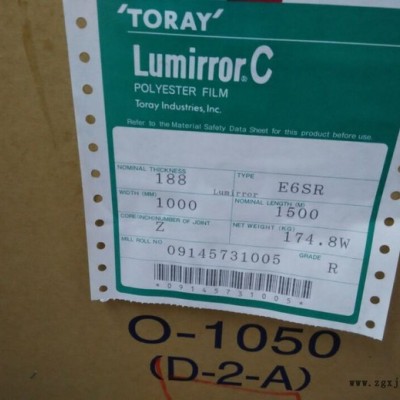 'TORAY'
Lumirror® C
POLYESTER FILM
Toray Industries, Inc.
Refer to the Material Safety Data Sheet for this product before use.
NOMINAL THICKNESS 188 TYPE E6SR
Lumirror
WIDTH (MM) 1000 NOMINAL LENGTH (M) 1500
CORE-INCH/NUMBER OF JOINT Z NET WEIGHT (KG) 174.8W
MILL ROLL NO. 09145731005 GRADE R
*09145731005*
O-1050
(D-2-A)
www.zgxj